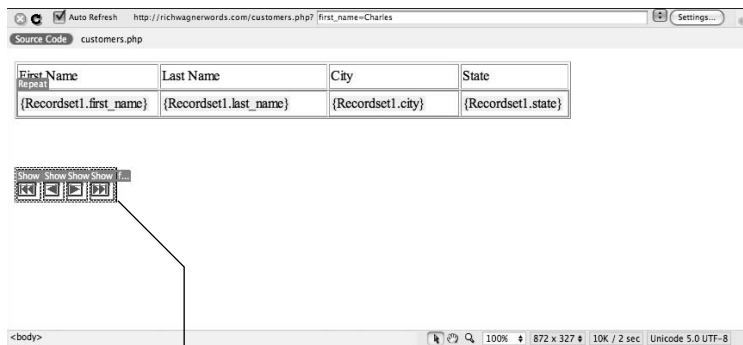 Auto Refresh http://richwagnerwords.com/customers.php? first_name=Charles Settings...
Source Code customers.php
First Name Last Name City State
Repeat
{Recordset1.first_name} {Recordset1.last_name} {Recordset1.city} {Recordset1.state}
Show Show Show Show f...
<body> 100% 872 x 327 10K / 2 sec Unicode 5.0 UTF-8